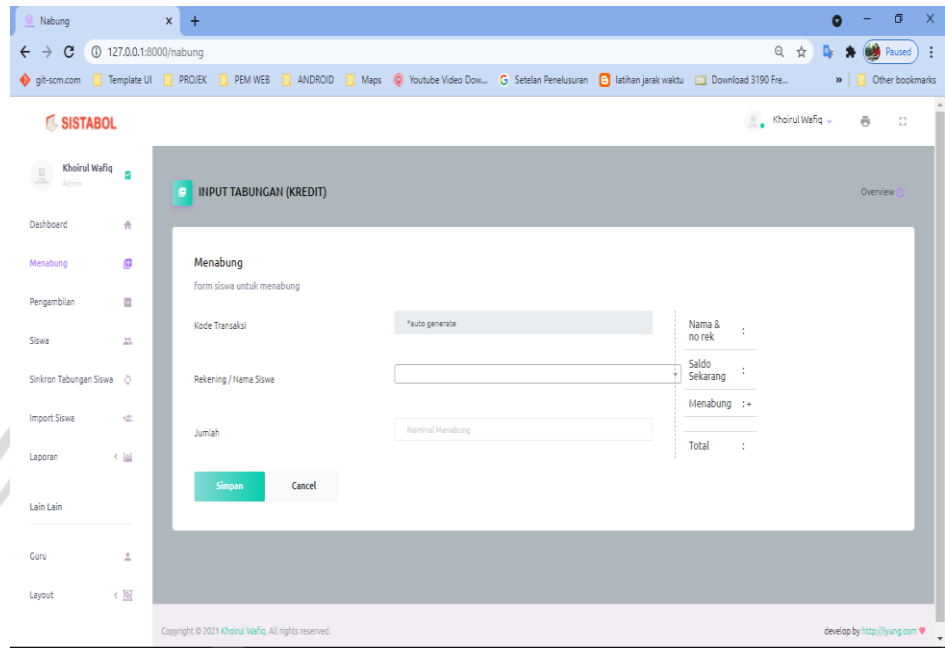 Nabung
127.0.0.1:8000/nabung
Paused
git-scm.com Template UI PROJEK PEM WEB ANDROID Maps Youtube Video Dow... Setelan Penelusuran latihan jarak waktu Download 3190 Fre... » Other bookmarks
SISTABOL
Khoirul Wafiq
Khoirul Wafiq
Admin
INPUT TABUNGAN (KREDIT)
Overview
Dashboard
Menabung
Pengambilan
Siswa
Sinkron Tabungan Siswa
Import Siswa
Laporan
Lain Lain
Guru
Layout
Menabung
form siswa untuk menabung
Kode Transaksi
*auto generate
Rekening / Nama Siswa
Jumlah
Nominal Menabung
Simpan Cancel
Nama &
no rek :
Saldo
Sekarang :
Menabung : +
Total :
Copyright © 2021 Khoirul Wafiq. All rights reserved.
develop by http://iyung.com